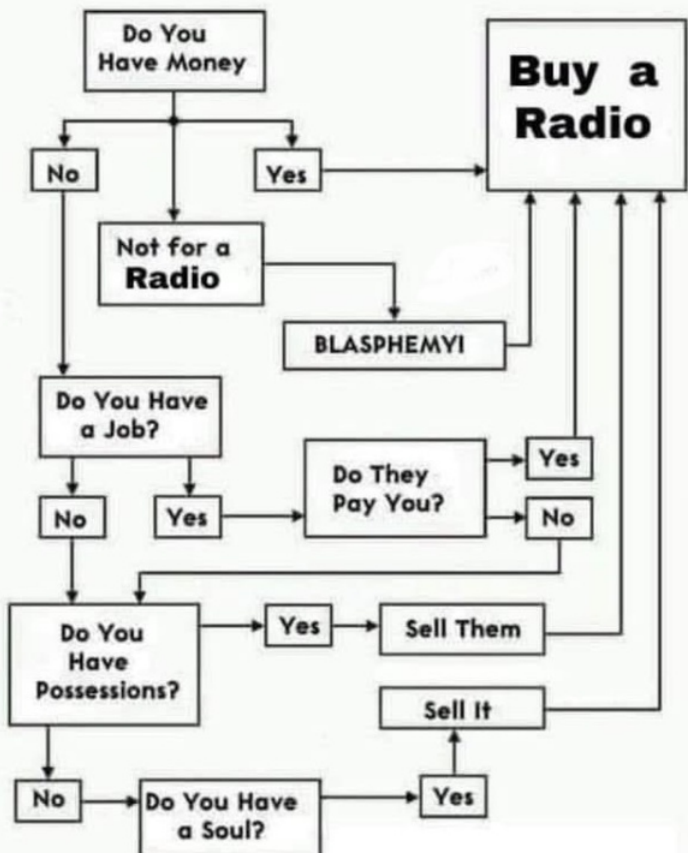 Do You
Have Money
Buy a
Radio
No
Yes
Not for a
Radio
BLASPHEMY!
Do You Have
a Job?
Do They
Pay You?
Yes
No
Yes
No
Do You
Have
Possessions?
Yes
Sell Them
Sell It
No
Do You Have
a Soul?
Yes